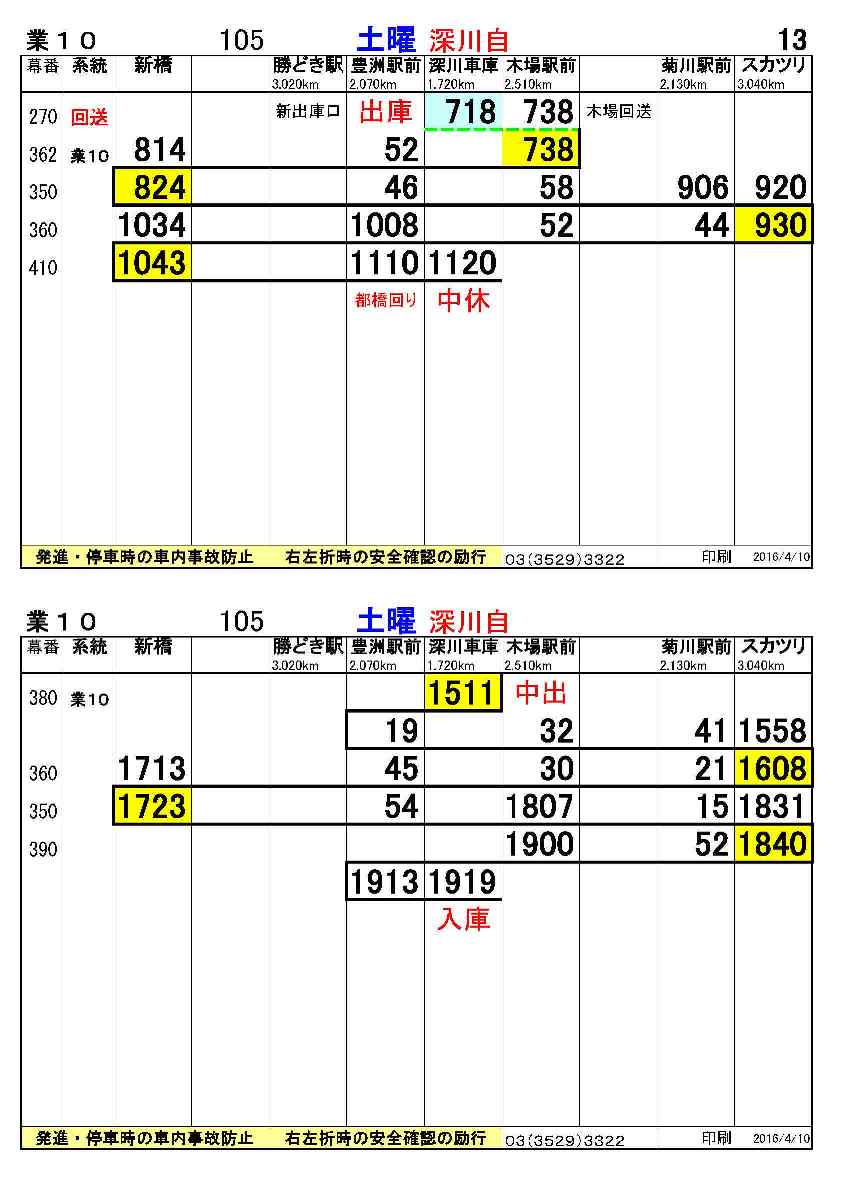 業１０ 105 土曜 深川自 13
幕番 系統 新橋 勝どき駅 豊洲駅前 深川車庫 木場駅前 菊川駅前 スカツリ
3.020km 2.070km 1.720km 2.510km 2.130km 3.040km
270 回送 新出庫口 出庫 718 738 木場回送
362 業10 814 52 738
350 824 46 58 906 920
360 1034 1008 52 44 930
410 1043 1110 1120
都橋回り 中休
発進・停車時の車内事故防止 右左折時の安全確認の励行 03(3529)3322 印刷 2016/4/10
業１０ 105 土曜 深川自
幕番 系統 新橋 勝どき駅 豊洲駅前 深川車庫 木場駅前 菊川駅前 スカツリ
3.020km 2.070km 1.720km 2.510km 2.130km 3.040km
380 業10 1511 中出
19 32 41 1558
360 1713 45 30 21 1608
350 1723 54 1807 15 1831
390 1900 52 1840
1913 1919
入庫
発進・停車時の車内事故防止 右左折時の安全確認の励行 03(3529)3322 印刷 2016/4/10